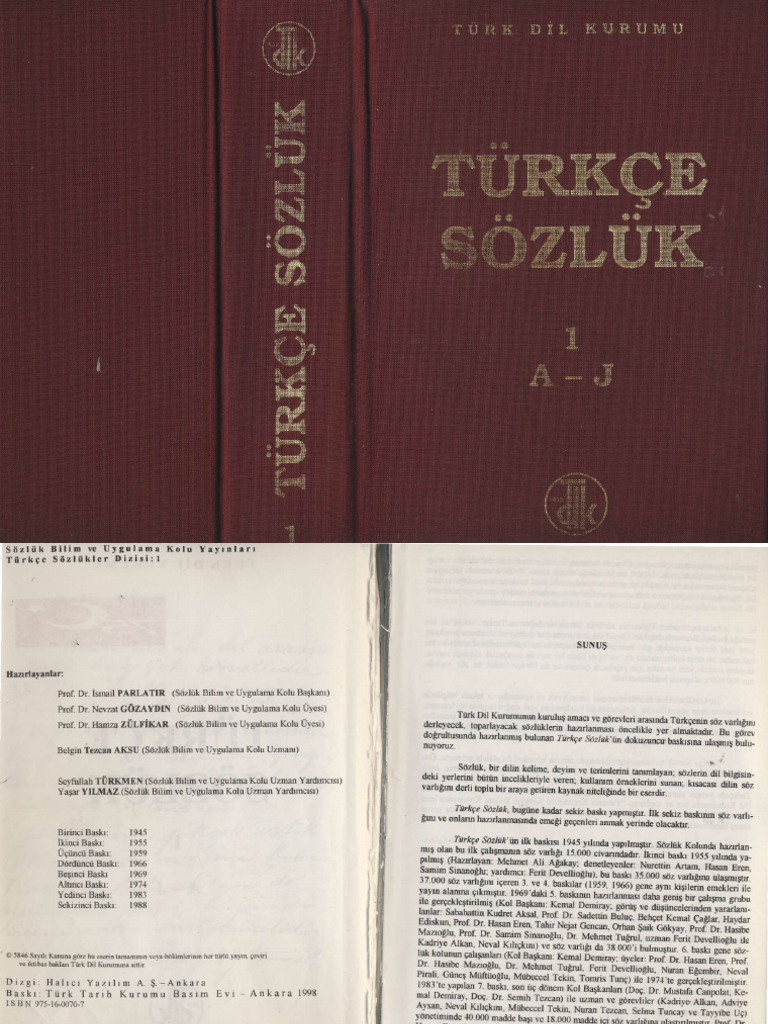 TÜRKÇE SÖZLÜK
1
TÜRK DİL KURUMU
TÜRKÇE
SÖZLÜK
1
A – J
Sözlük Bilim ve Uygulama Kolu Yayınları
Türkçe Sözlükler Dizisi: 1
Hazırlayanlar:
Prof. Dr. İsmail PARLATIR (Sözlük Bilim ve Uygulama Kolu Başkanı)
Prof. Dr. Nevzat GÖZAYDIN (Sözlük Bilim ve Uygulama Kolu Üyesi)
Prof. Dr. Hamza ZÜLFİKAR (Sözlük Bilim ve Uygulama Kolu Üyesi)
Belgin Tezcan AKSU (Sözlük Bilim ve Uygulama Kolu Uzmanı)
Seyfullah TÜRKMEN (Sözlük Bilim ve Uygulama Kolu Uzman Yardımcısı)
Yaşar YILMAZ (Sözlük Bilim ve Uygulama Kolu Uzman Yardımcısı)
Birinci Baskı: 1945
İkinci Baskı: 1955
Üçüncü Baskı: 1959
Dördüncü Baskı: 1966
Beşinci Baskı 1969
Altıncı Baskı: 1974
Yedinci Baskı: 1983
Sekizinci Baskı: 1988
© 5846 Sayılı Kanuna göre bu eserin tamamının veya bölümlerinin her türlü yayın, çeviri
ve iktibas hakları Türk Dil Kurumuna aittir.
Dizgi: Halıcı Yazılım A. Ş. – Ankara
Baskı: Türk Tarih Kurumu Basım Evi – Ankara 1998
ISBN 975-16-0070-7
SUNUŞ
Türk Dil Kurumunun kuruluş amacı ve görevleri arasında Türkçenin söz varlığını
derleyecek, toparlayacak sözlüklerin hazırlanması öncelikle yer almaktadır. Bu görev
doğrultusunda hazırlanmış bulunan Türkçe Sözlük'ün dokuzuncu baskısına ulaşmış bulu-
nuyoruz.
Sözlük, bir dilin kelime, deyim ve terimlerini tanımlayan; sözlerin dil bilgisin-
deki yerlerini bütün incelikleriyle veren; kullanım örneklerini sunan; kısacası dilin söz
varlığını derli toplu bir araya getiren kaynak niteliğinde bir eserdir.
Türkçe Sözlük, bugüne kadar sekiz baskı yapmıştır. İlk sekiz baskının söz varlı-
ğını ve onların hazırlanmasında emeği geçenleri anmak yerinde olacaktır.
Türkçe Sözlük'ün ilk baskısı 1945 yılında yapılmıştır. Sözlük Kolunda hazırlan-
mış olan bu ilk çalışmanın söz varlığı 15.000 civarındadır. İkinci baskı 1955 yılında ya-
pılmış (Hazırlayan: Mehmet Ali Ağakay; denetleyenler: Nurettin Artam, Hasan Eren,
Samim Sinanoğlu; yardımcı: Ferit Devellioğlu), bu baskı 35.000 söz varlığına ulaşmıştır.
37.000 söz varlığını içeren 3. ve 4. baskılar (1959, 1966) gene aynı kişilerin emekleri ile
yayın alanına çıkmıştır. 1969'daki 5. baskının hazırlanması daha geniş bir çalışma grubu
ile gerçekleştirilmiş (Kol Başkanı: Kemal Demiray; görüş ve düşüncelerinden yararlanı-
lanlar: Sabahattin Kudret Aksal, Prof. Dr. Sadettin Buluç, Behçet Kemal Çağlar, Haydar
Ediskun, Prof. Dr. Hasan Eren, Tahir Nejat Gencan, Orhan Şaik Gökyay, Prof. Dr. Hasibe
Mazıoğlu, Prof. Dr. Samim Sinanoğlu, Dr. Mehmet Tuğrul, uzman Ferit Devellioğlu ile
Kadriye Alkan, Neval Kılıçkını) ve söz varlığı da 38.000'i bulmuştur. 6. baskı gene söz-
lük kolunun çalışanları (Kol Başkanı: Kemal Demiray; üyeler: Prof. Dr. Hasan Eren, Prof.
Dr. Hasibe Mazıoğlu, Dr. Mehmet Tuğrul, Ferit Devellioğlu, Nuran Eğembir, Neval
Pirali, Güneş Müftüoğlu, Mübeccel Tekin, Tomris Tunç) ile 1974'te gerçekleştirilmiştir.
1983'te yapılan 7. baskı, son üç dönem Kol Başkanları (Doç. Dr. Mustafa Canpolat, Ke-
mal Demiray, Doç. Dr. Semih Tezcan) ile uzman ve görevliler (Kadriye Alkan, Adviye
Aysan, Neval Kılıçkını, Mübeccel Tekin, Nuran Tezcan, Selma Tuncay ve Tayyibe Uç)
yönetiminde 40.000 madde başı ve 18.000 madde içi söz varlığına ulaşılmıştır.